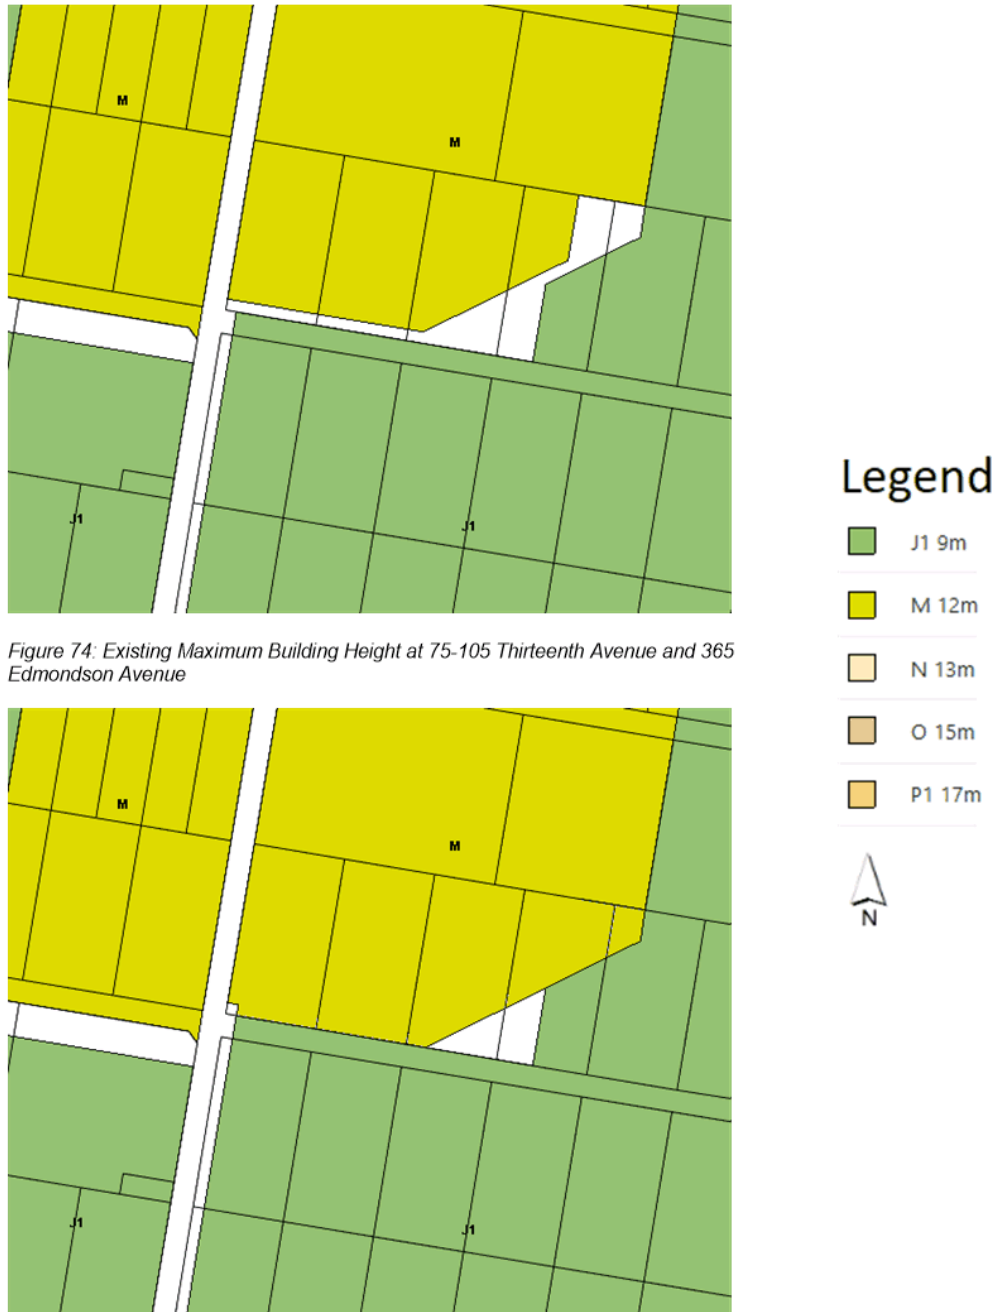 M
M
J1
J1
Figure 74: Existing Maximum Building Height at 75-105 Thirteenth Avenue and 365
Edmondson Avenue
M
M
J1
J1
Legend
J1 9m
M 12m
N 13m
O 15m
P1 17m
N